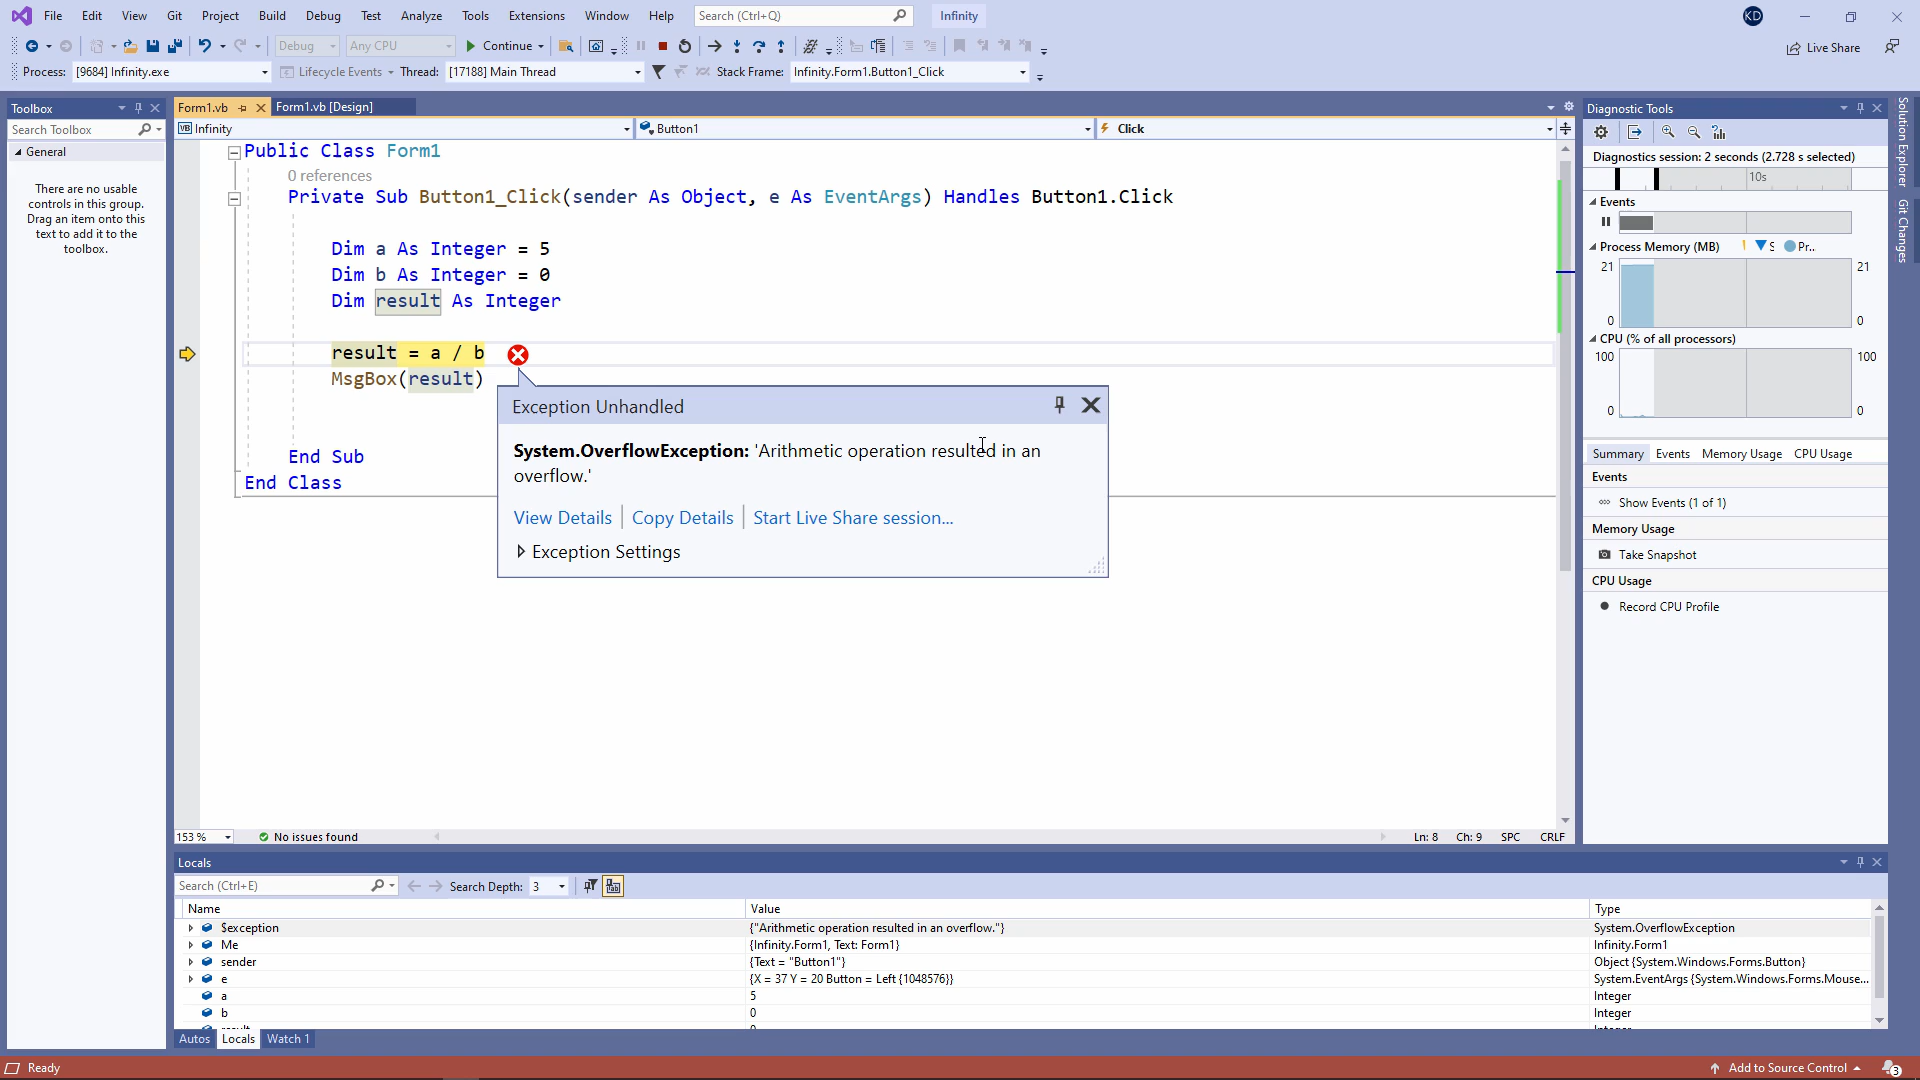 File Edit View Git Project Build Debug Test Analyze Tools Extensions Window Help Search (Ctrl+Q) Infinity KD
Debug Any CPU Continue Live Share
Process: [9684] Infinity.exe Lifecycle Events Thread: [17188] Main Thread Stack Frame: Infinity.Form1.Button1_Click
Toolbox
Search Toolbox
General
There are no usable
controls in this group.
Drag an item onto this
text to add it to the
toolbox.
Form1.vb Form1.vb [Design]
VB Infinity Button1 Click
Public Class Form1
0 references
Private Sub Button1_Click(sender As Object, e As EventArgs) Handles Button1.Click
Dim a As Integer = 5
Dim b As Integer = 0
Dim result As Integer
result = a / b
MsgBox(result)
End Sub
End Class
Exception Unhandled
System.OverflowException: 'Arithmetic operation resulted in an
overflow.'
View Details Copy Details Start Live Share session...
Exception Settings
153 % No issues found Ln: 8 Ch: 9 SPC CRLF
Diagnostic Tools
Diagnostics session: 2 seconds (2.728 s selected)
10s
Events
Process Memory (MB) S Pr...
21 21
0 0
CPU (% of all processors)
100 100
0 0
Summary Events Memory Usage CPU Usage
Events
Show Events (1 of 1)
Memory Usage
Take Snapshot
CPU Usage
Record CPU Profile
Solution Explorer
Git Changes
Locals
Search (Ctrl+E) Search Depth: 3
Name Value Type
$exception {"Arithmetic operation resulted in an overflow."} System.OverflowException
Me {Infinity.Form1, Text: Form1} Infinity.Form1
sender {Text = "Button1"} Object {System.Windows.Forms.Button}
e {X = 37 Y = 20 Button = Left {1048576}} System.EventArgs {System.Windows.Forms.Mouse...
a 5 Integer
b 0 Integer
Autos Locals Watch 1
Ready Add to Source Control 3